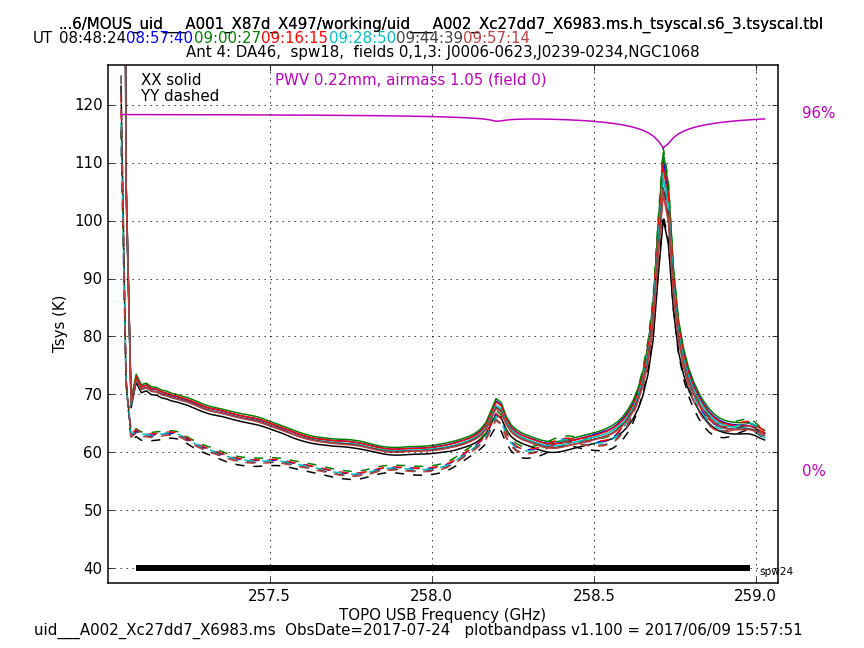 ...6/MOUS_uid___A001_X87d_X497/working/uid___A002_Xc27dd7_X6983.ms.h_tsyscal.s6_3.tsyscal.tbl
UT 08:48:24 08:57:40 09:00:27 09:16:15 09:28:50 09:44:39 09:57:14
Ant 4: DA46, spw18, fields 0,1,3: J0006-0623,J0239-0234,NGC1068
XX solid PWV 0.22mm, airmass 1.05 (field 0)
YY dashed
120
96%
110
100
90
80
Tsys (K)
70
60
0%
50
40
spw24
257.5 258.0 258.5 259.0
TOPO USB Frequency (GHz)
uid___A002_Xc27dd7_X6983.ms ObsDate=2017-07-24 plotbandpass v1.100 = 2017/06/09 15:57:51